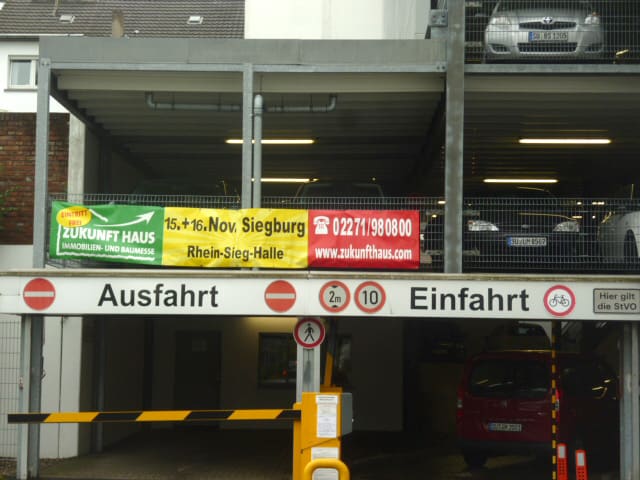 EINTRITT
FREI
ZUKUNFT HAUS
IMMOBILIEN- UND BAUMESSE
15.+16. Nov. Siegburg
Rhein-Sieg-Halle
02271/980800
www.zukunfthaus.com
Ausfahrt
2m
10
Einfahrt
Hier gilt
die StVO